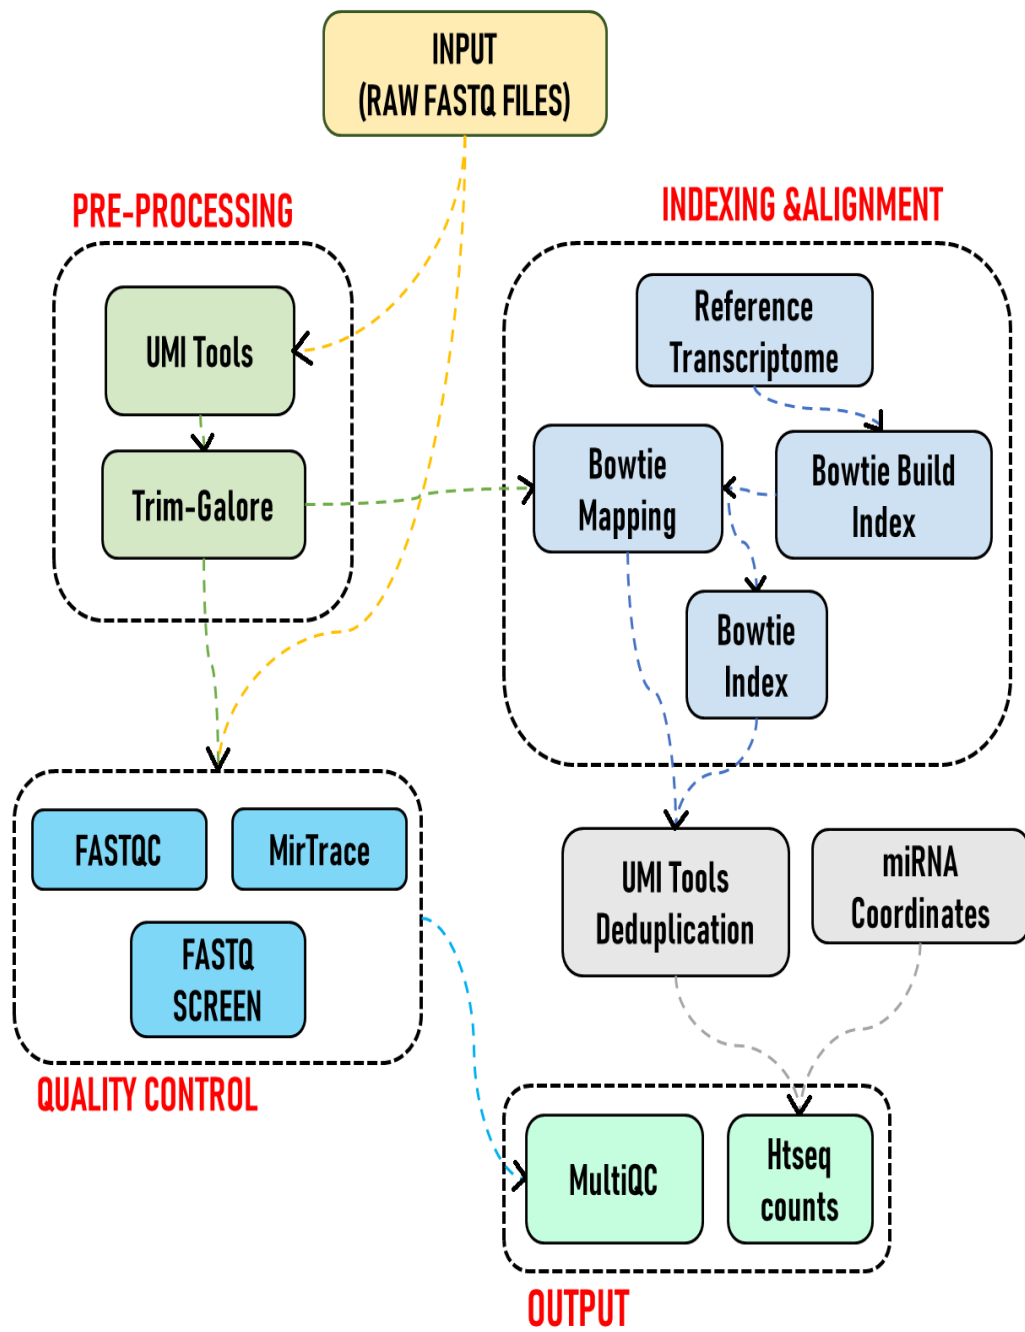 INPUT
(RAW FASTQ FILES)
PRE-PROCESSING
UMI Tools
Trim-Galore
INDEXING &ALIGNMENT
Reference
Transcriptome
Bowtie
Mapping
Bowtie Build
Index
Bowtie
Index
FASTQC
MirTrace
FASTQ
SCREEN
QUALITY CONTROL
UMI Tools
Deduplication
miRNA
Coordinates
MultiQC
Htseq
counts
OUTPUT